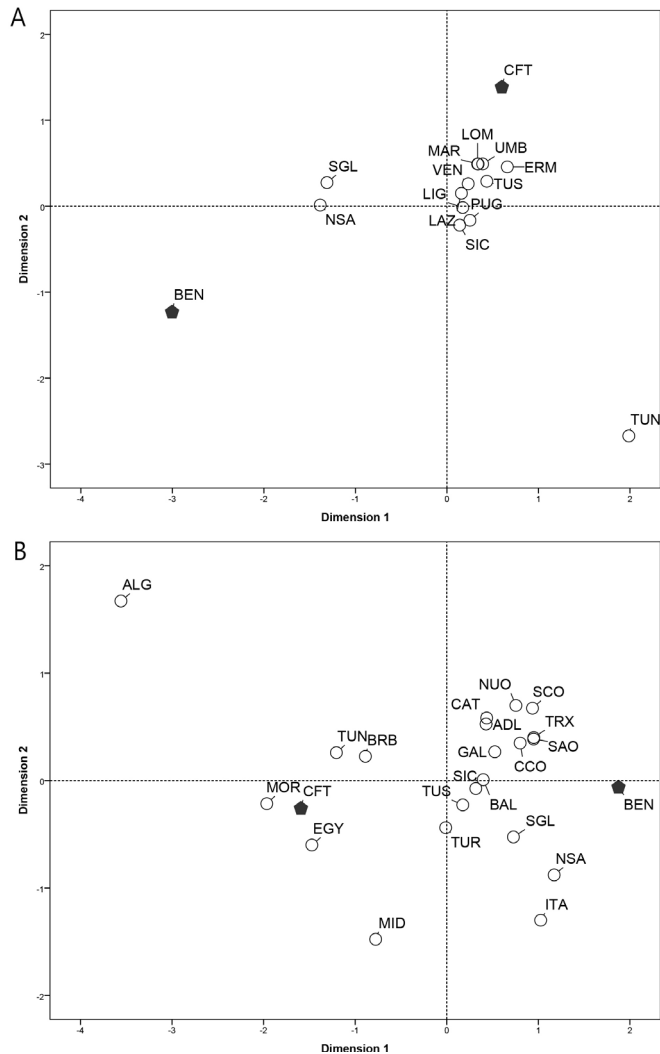 A
2
1
0
-1
-2
-3
Dimension 2
CFT
LOM
MAR
UMB
VEN
ERM
SGL
TUS
LIG
PUG
NSA
LAZ
SIC
BEN
TUN
-4
-3
-2
-1
0
1
2
Dimension 1
B
2
1
0
-1
-2
Dimension 2
ALG
NUO
SCO
CAT
ADL
TRX
TUN
BRB
SAO
GAL
CCO
SIC
MOR
CFT
TUS
BAL
BEN
EGY
SGL
TUR
NSA
ITA
MID
-4
-3
-2
-1
0
1
2
Dimension 1